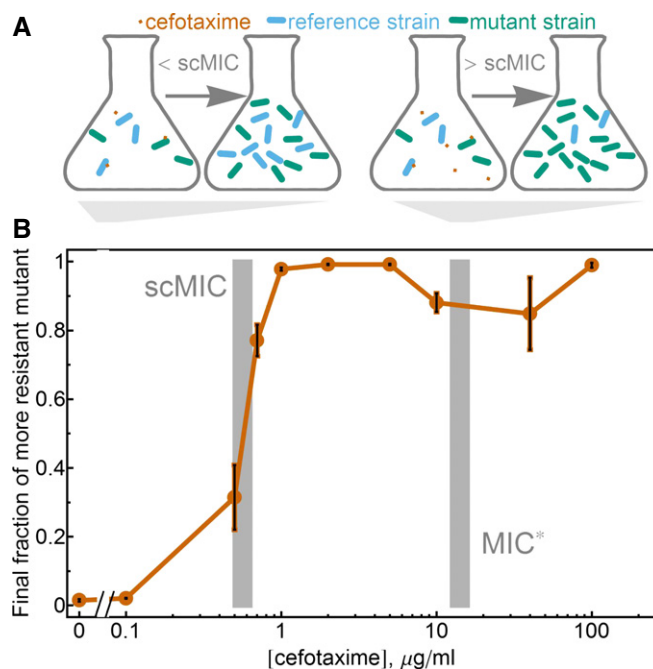 A
cefotaxime reference strain mutant strain
< scMIC
> scMIC
B
Final fraction of more resistant mutant
1
0.8
0.6
0.4
0.2
0
scMIC
MIC*
0 0.1 1 10 100
[cefotaxime], μg/ml